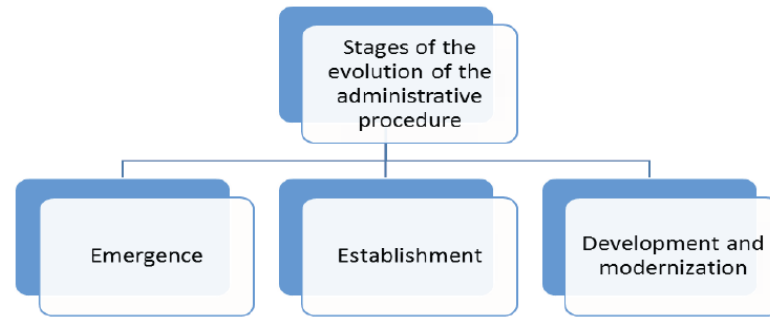 Stages of the
evolution of the
administrative
procedure
Emergence
Establishment
Development and
modernization